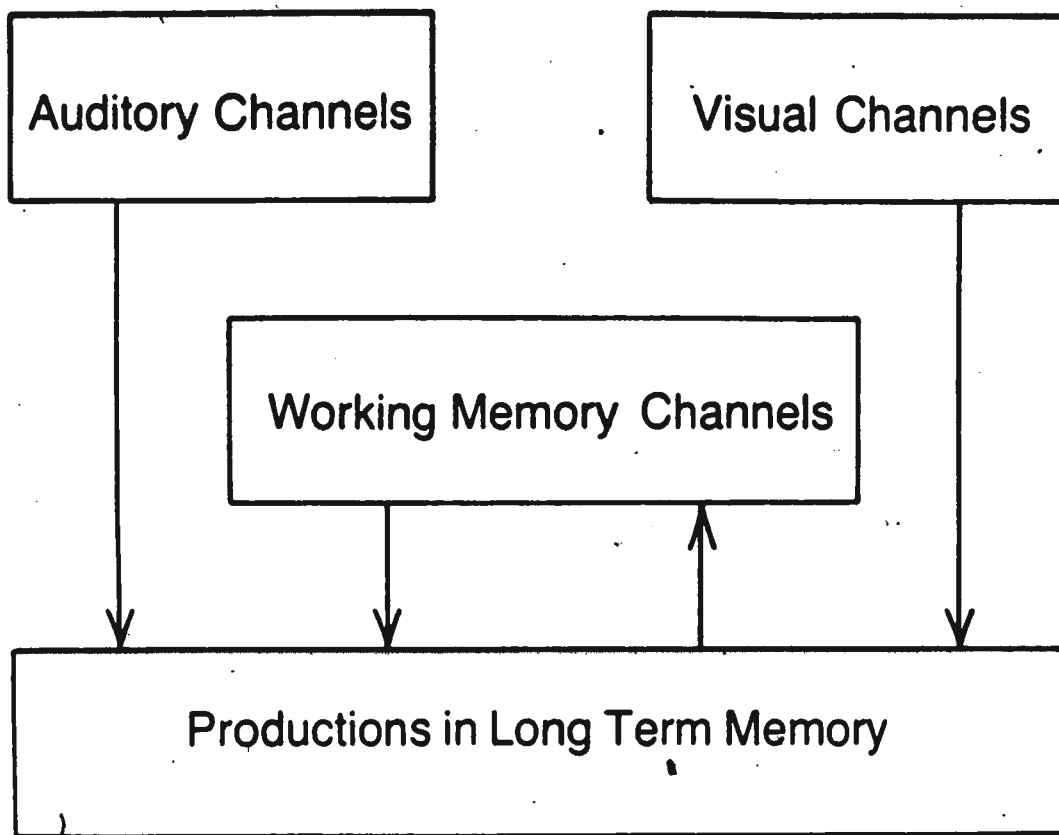 Auditory Channels
Visual Channels
Working Memory Channels
Productions in Long Term Memory